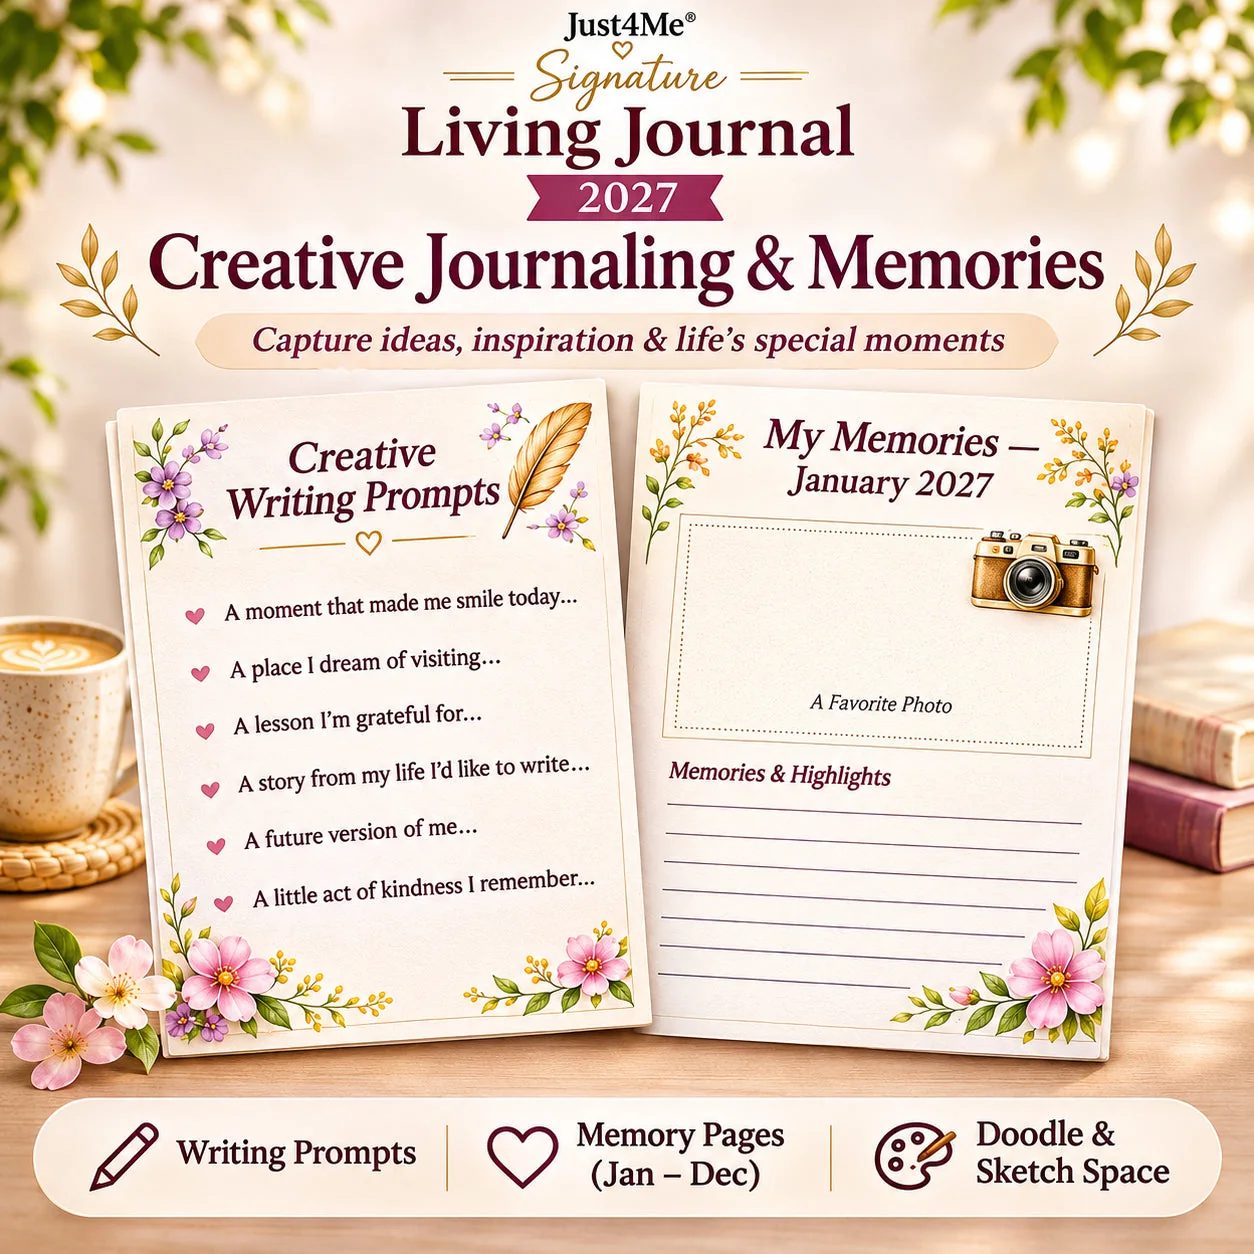 Just4Me®
Signature
Living Journal
2027
Creative Journaling & Memories
Capture ideas, inspiration & life's special moments
Creative
Writing Prompts
A moment that made me smile today...
A place I dream of visiting...
A lesson I'm grateful for...
A story from my life I'd like to write...
A future version of me...
A little act of kindness I remember...
My Memories —
January 2027
A Favorite Photo
Memories & Highlights
Writing Prompts
Memory Pages
(Jan – Dec)
Doodle &
Sketch Space